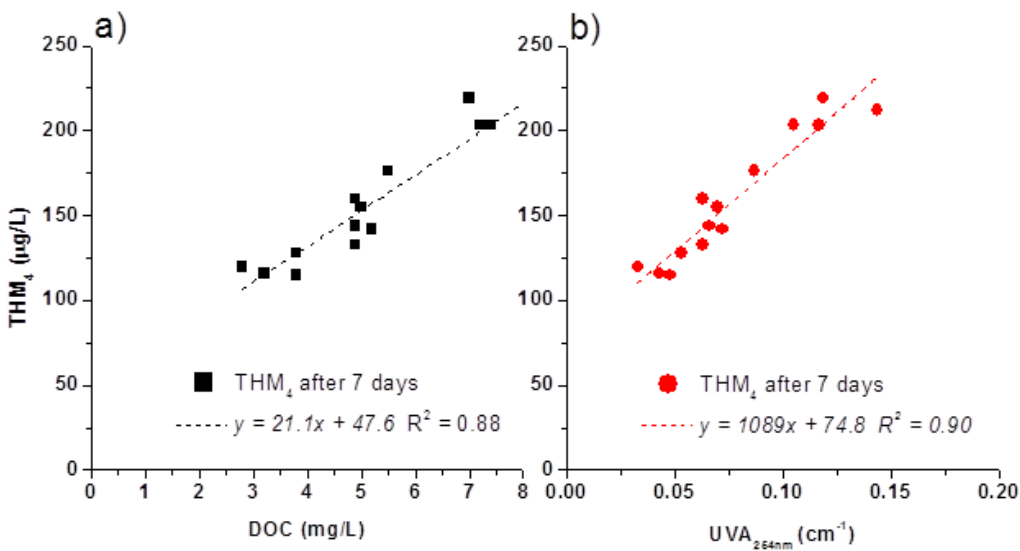 a)
250
200
150
100
50
0
THM₄ (µg/L)
THM₄ after 7 days
y = 21.1x + 47.6 R² = 0.88
0 1 2 3 4 5 6 7 8
DOC (mg/L)
b)
250
200
150
100
50
0
THM₄ after 7 days
y = 1089x + 74.8 R² = 0.90
0.00 0.05 0.10 0.15 0.20
UVA₂₅₄ₙₘ (cm⁻¹)